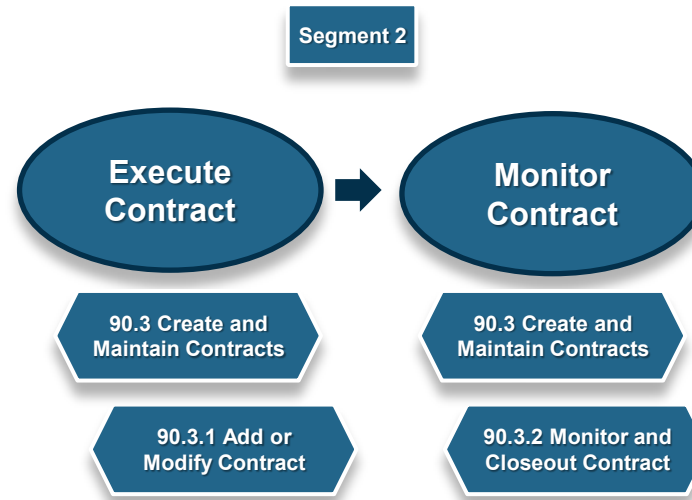 Segment 2
Execute
Contract
Monitor
Contract
90.3 Create and
Maintain Contracts
90.3 Create and
Maintain Contracts
90.3.1 Add or
Modify Contract
90.3.2 Monitor and
Closeout Contract